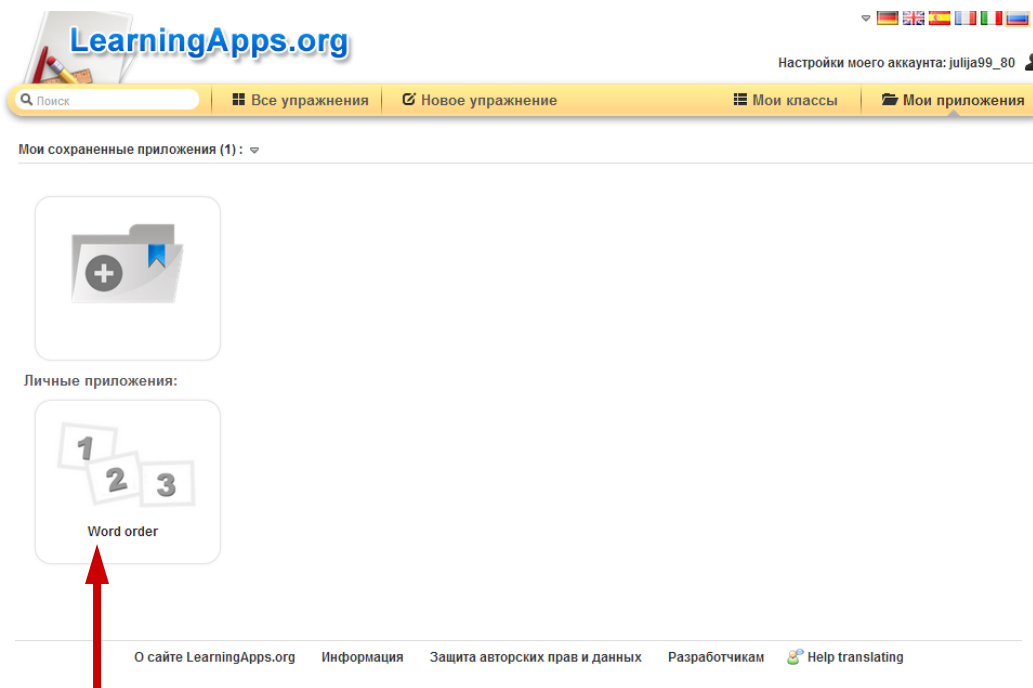 LearningApps.org
Настройки моего аккаунта: julija99_80
Поиск Все упражнения Новое упражнение Мои классы Мои приложения
Мои сохраненные приложения (1) :
Личные приложения:
1
2
3
Word order
О сайте LearningApps.org Информация Защита авторских прав и данных Разработчикам Help translating